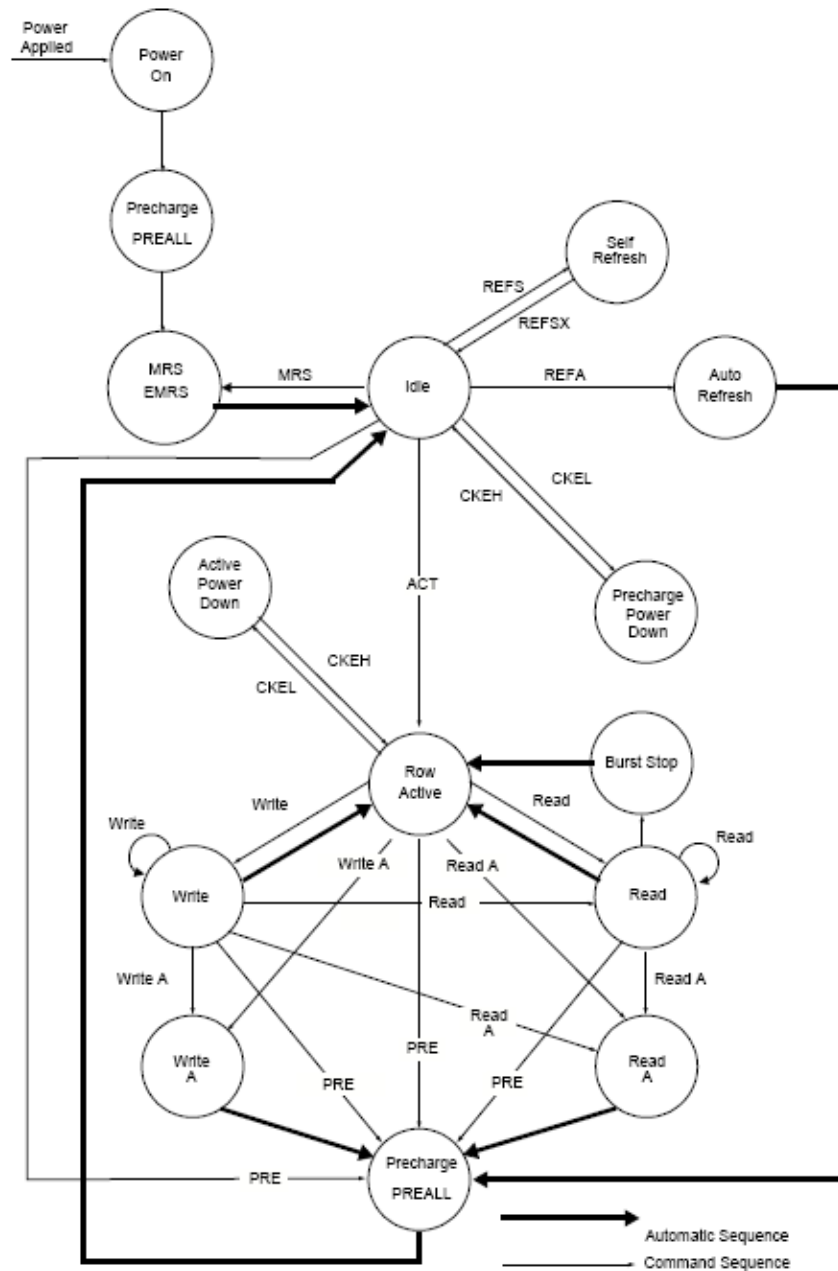 Power
Applied
Power
On
Precharge
PREALL
Self
Refresh
REFS
REFSX
MRS
EMRS
MRS
Idle
REFA
Auto
Refresh
CKEL
CKEH
Active
Power
Down
ACT
Precharge
Power
Down
CKEH
CKEL
Row
Active
Burst Stop
Write
Read
Write
Read
Write A
Read A
Write
Read
Read
Write A
Read A
Read
A
Write
A
PRE
PRE
PRE
Read
A
Precharge
PREALL
PRE
Automatic Sequence
Command Sequence